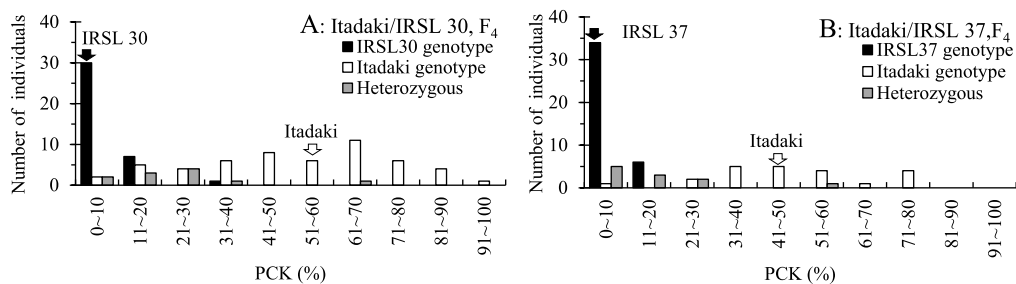 A: Itadaki/IRSL 30, F4
IRSL30 genotype
Itadaki genotype
Heterozygous
IRSL 30
Itadaki
Number of individuals
40
30
20
10
0
0~10
11~20
21~30
31~40
41~50
51~60
61~70
71~80
81~90
91~100
PCK (%)
B: Itadaki/IRSL 37,F4
IRSL37 genotype
Itadaki genotype
Heterozygous
IRSL 37
Itadaki
Number of individuals
40
30
20
10
0
0~10
11~20
21~30
31~40
41~50
51~60
61~70
71~80
81~90
91~100
PCK (%)